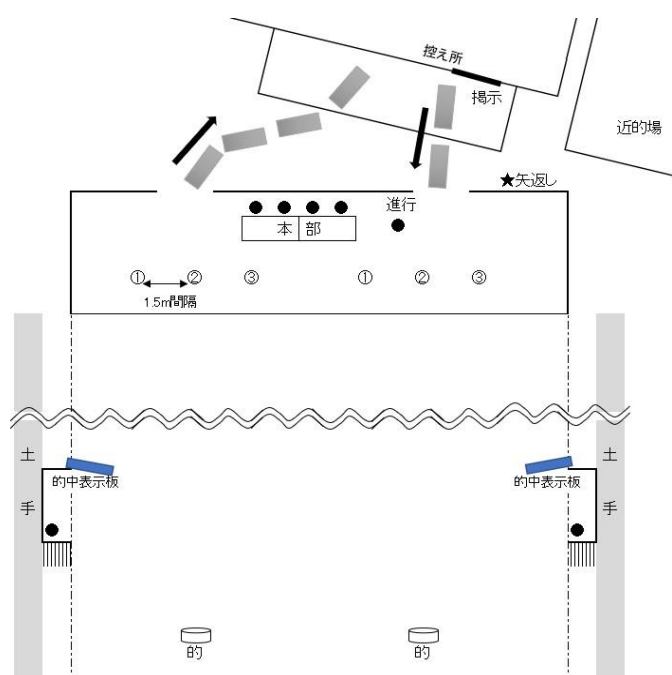 控え所
掲示
近的場
★矢返し
進行
本 部
① ② ③ ① ② ③
1.5m間隔
土 土
的中表示板 的中表示板
手 手
的 的